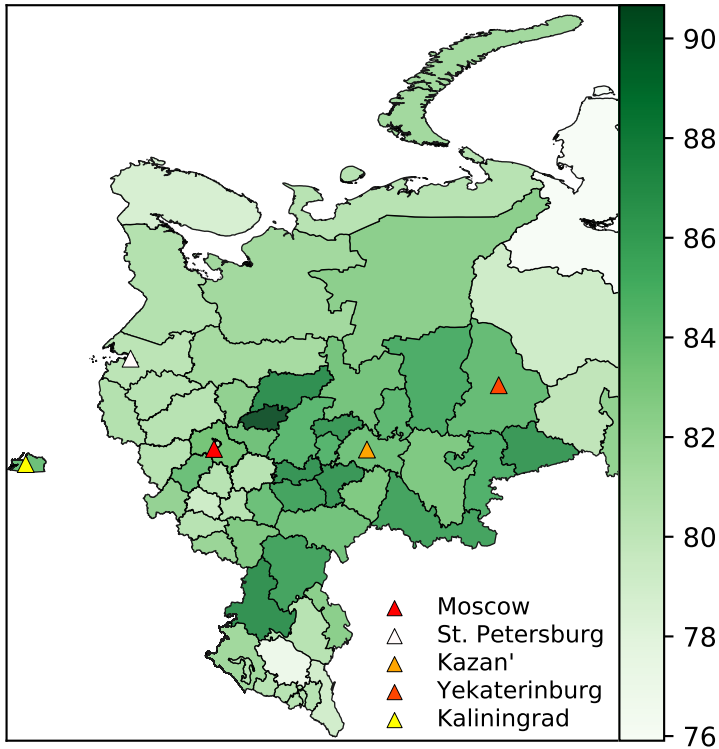 90
88
86
84
82
80
78
76
Moscow
St. Petersburg
Kazan'
Yekaterinburg
Kaliningrad